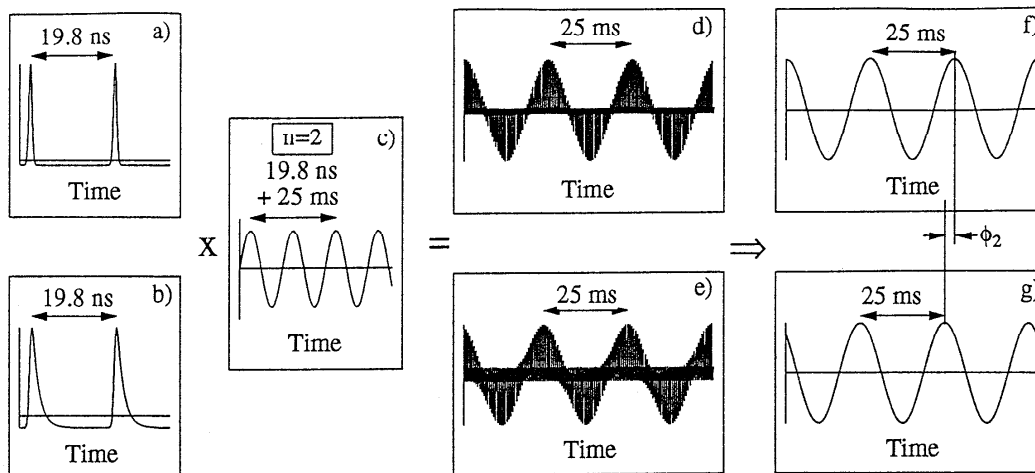 a)
19.8 ns
Time
b)
19.8 ns
Time
x
n=2
c)
19.8 ns
+ 25 ms
Time
=
d)
25 ms
e)
25 ms
Time
⇒
f)
25 ms
Time
ϕ2
g)
25 ms
Time